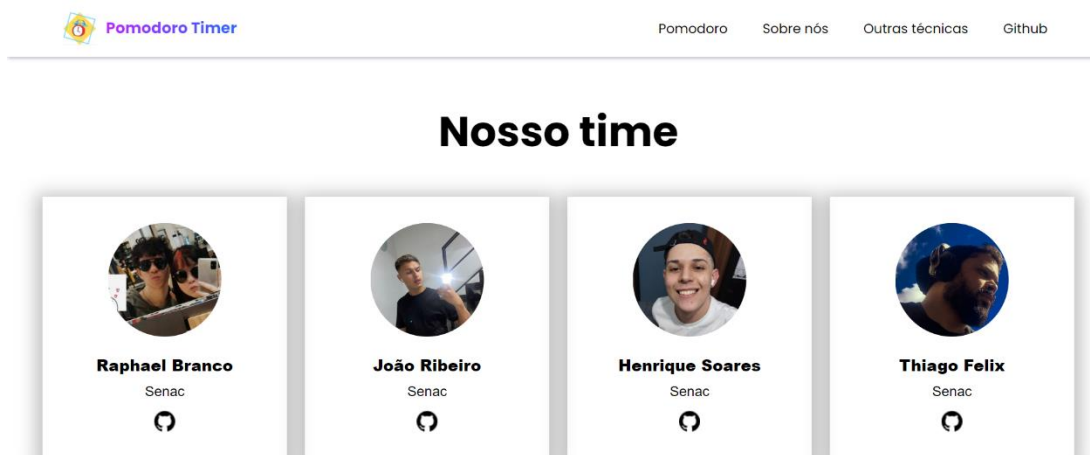 Pomodoro Timer
Pomodoro Sobre nós Outras técnicas Github
Nosso time
Raphael Branco
Senac
João Ribeiro
Senac
Henrique Soares
Senac
Thiago Felix
Senac